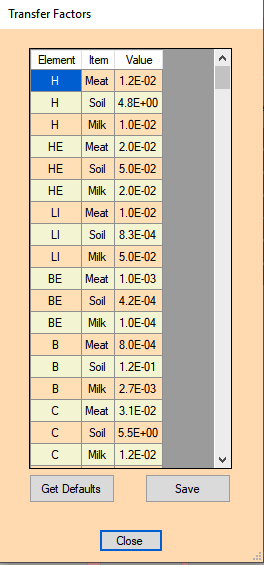 Transfer Factors
Element Item Value
H Meat 1.2E-02
H Soil 4.8E+00
H Milk 1.0E-02
HE Meat 2.0E-02
HE Soil 5.0E-02
HE Milk 2.0E-02
LI Meat 1.0E-02
LI Soil 8.3E-04
LI Milk 5.0E-02
BE Meat 1.0E-03
BE Soil 4.2E-04
BE Milk 1.0E-04
B Meat 8.0E-04
B Soil 1.2E-01
B Milk 2.7E-03
C Meat 3.1E-02
C Soil 5.5E+00
C Milk 1.2E-02
Get Defaults Save
Close